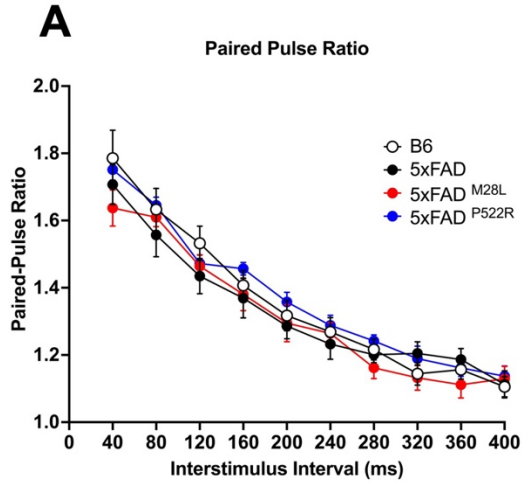 A
Paired Pulse Ratio
Paired-Pulse Ratio
2.0
1.8
1.6
1.4
1.2
1.0
B6
5xFAD
5xFAD M28L
5xFAD P522R
0 40 80 120 160 200 240 280 320 360 400
Interstimulus Interval (ms)